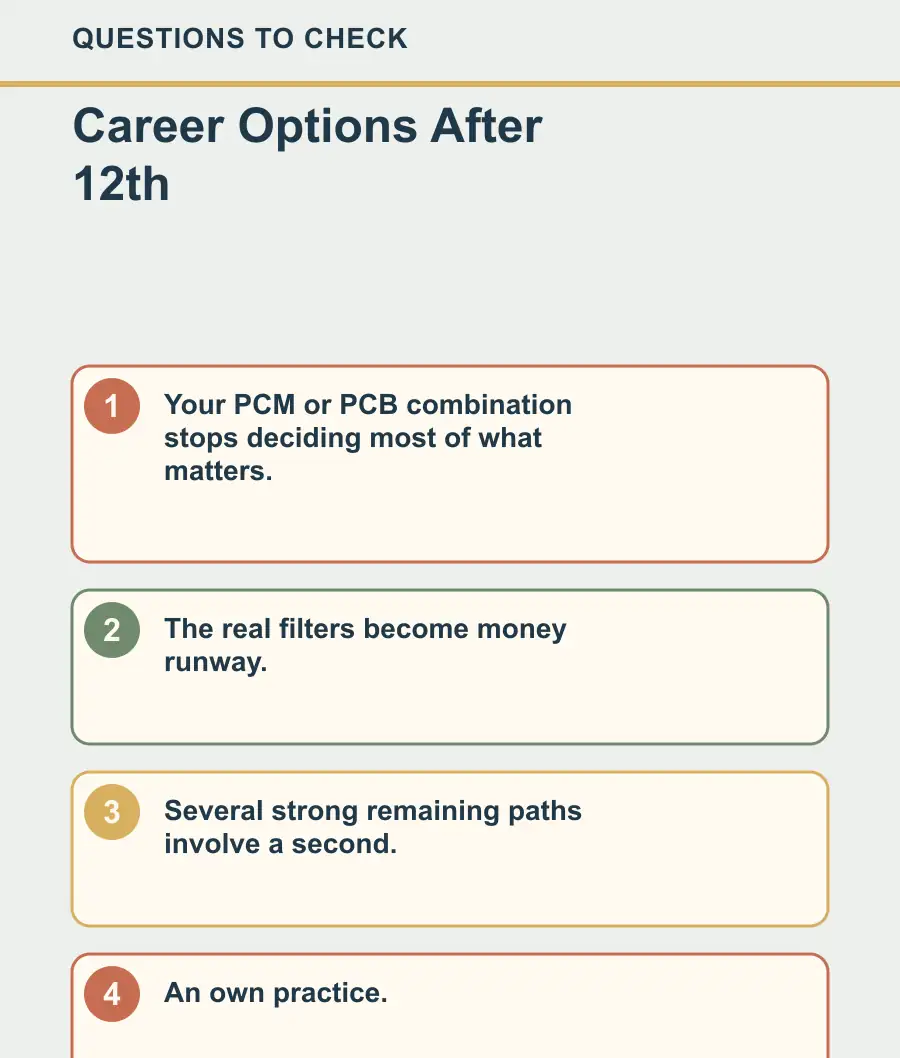 QUESTIONS TO CHECK
Career Options After
12th
1
Your PCM or PCB combination
stops deciding most of what
matters.
2
The real filters become money
runway.
3
Several strong remaining paths
involve a second.
4
An own practice.